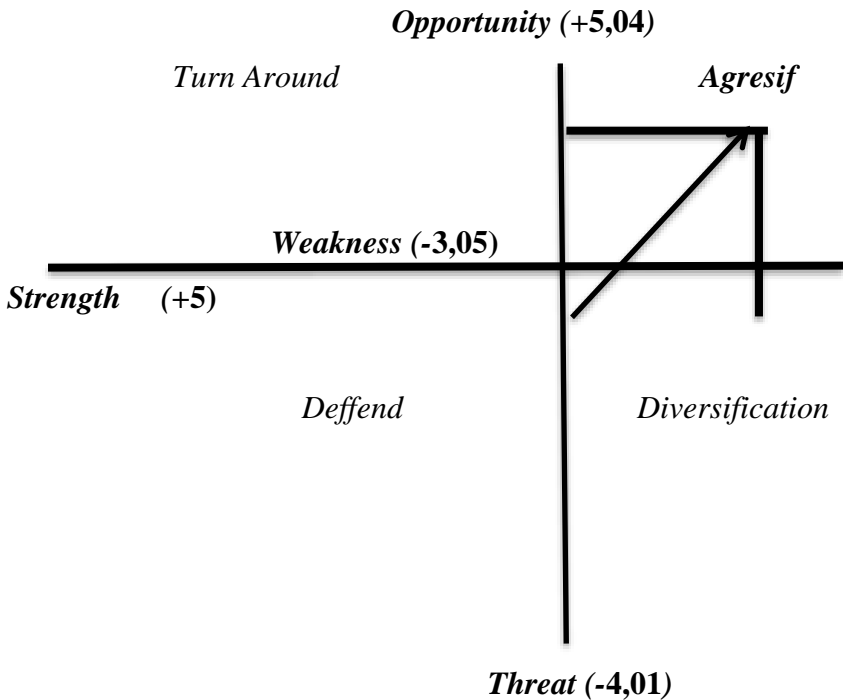 Opportunity (+5,04)
Turn Around
Agresif
Weakness (-3,05)
Strength (+5)
Deffend
Diversification
Threat (-4,01)